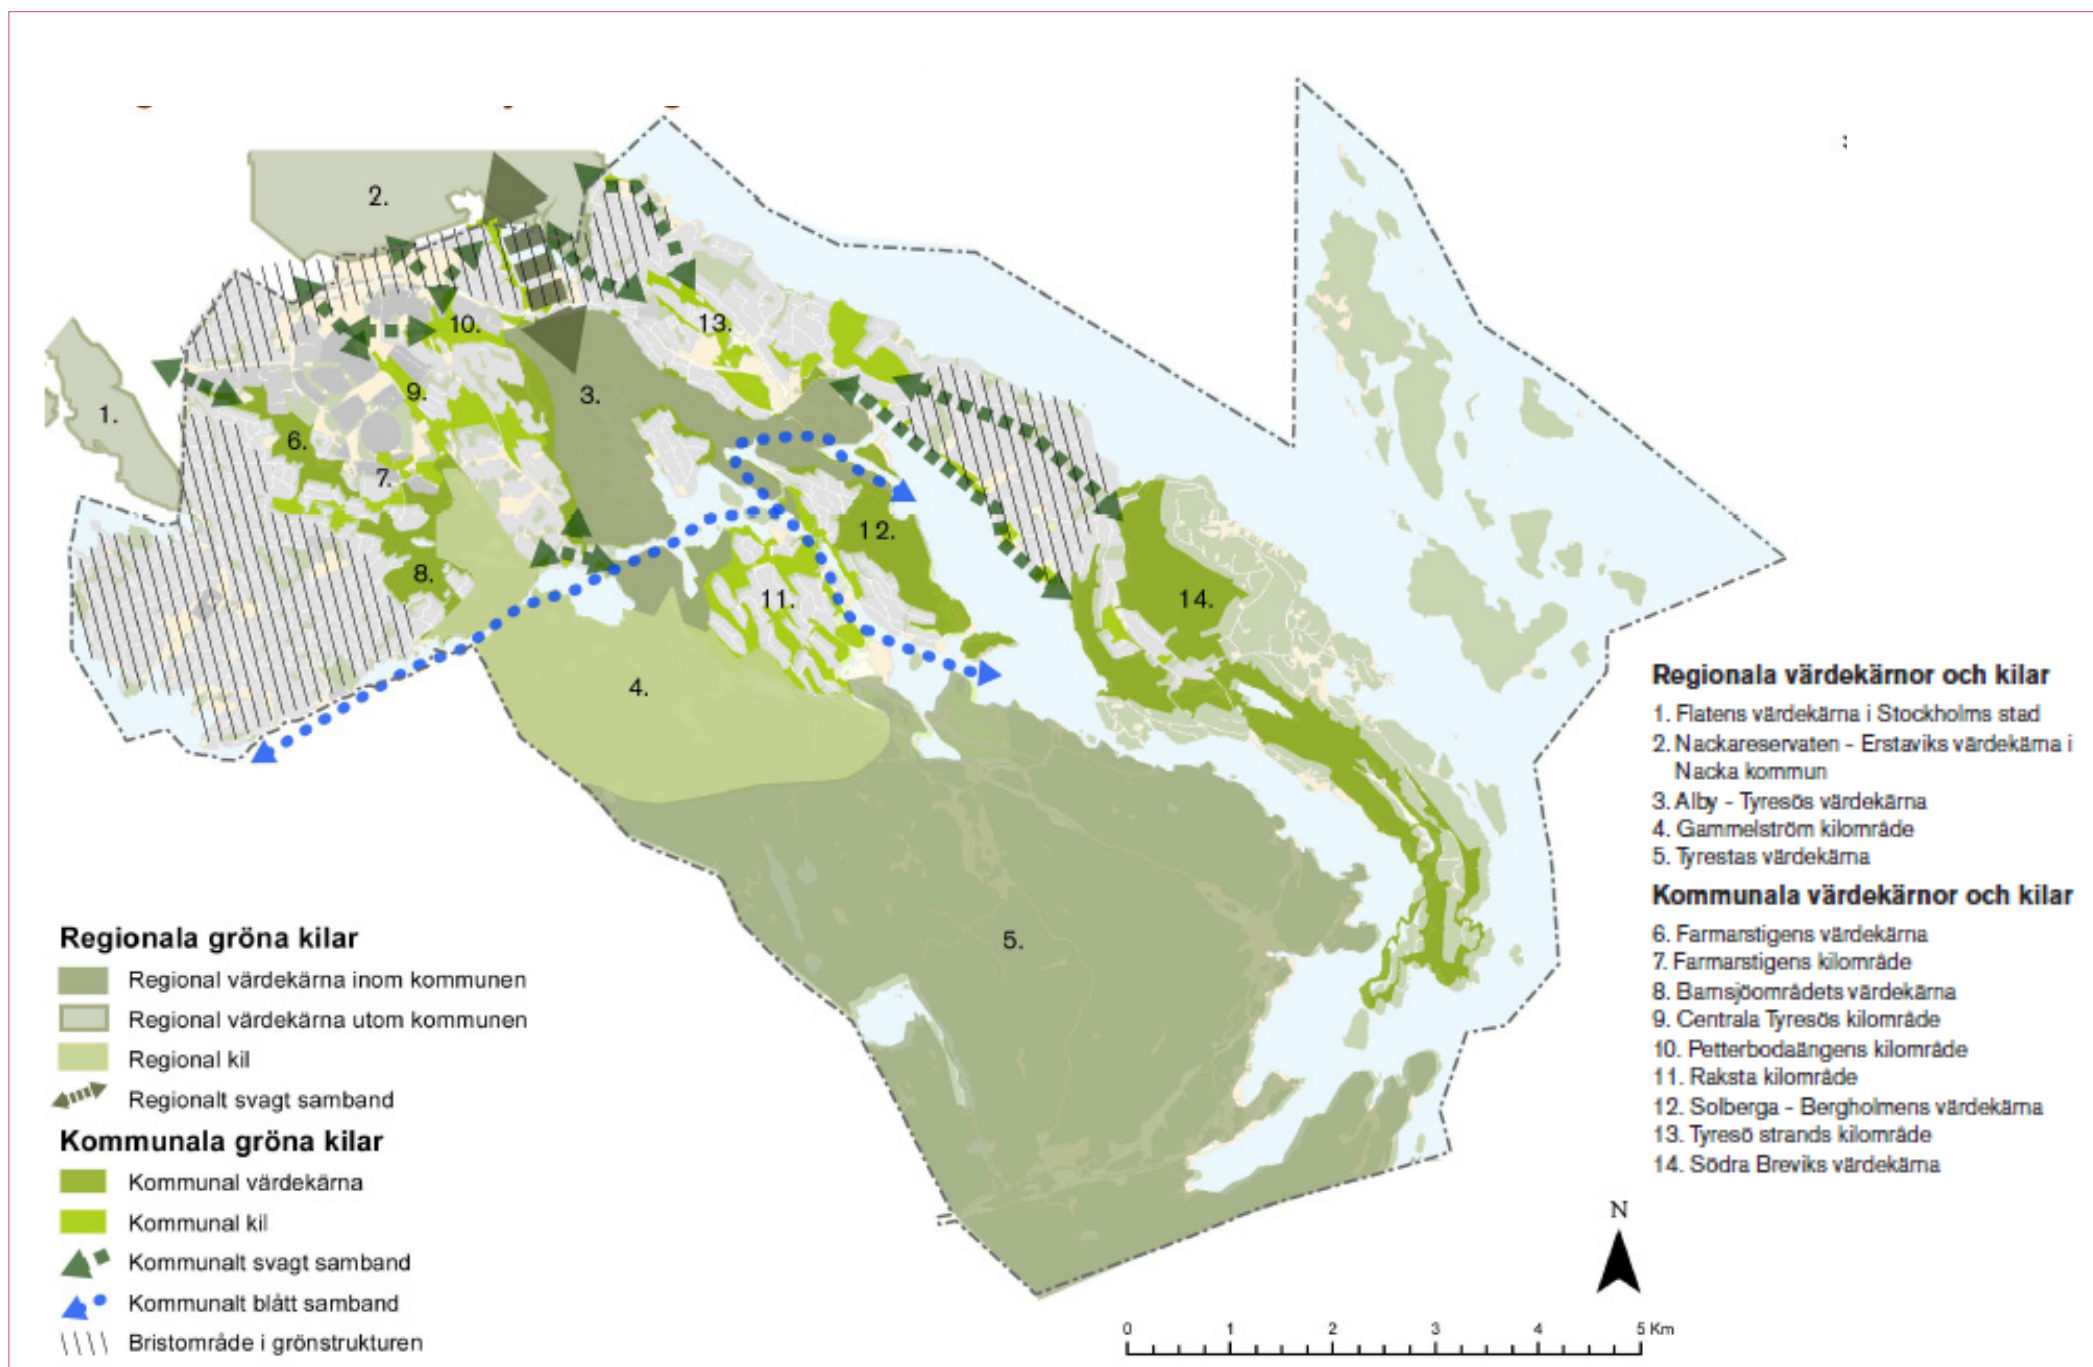 2.
1.
3.
10.
13.
9.
6.
7.
8.
12.
11.
14.
4.
5.
Regionala värdekärnor och kilar
1. Flatens värdekärna i Stockholms stad
2. Nackareservaten - Erstaviks värdekärna i
Nacka kommun
3. Alby - Tyresös värdekärna
4. Gammelström kilområde
5. Tyrestas värdekärna
Kommunala värdekärnor och kilar
6. Farmarstigens värdekärna
7. Farmarstigens kilområde
8. Barnsjöområdets värdekärna
9. Centrala Tyresös kilområde
10. Petterbodaängens kilområde
11. Raksta kilområde
12. Solberga - Bergholmens värdekärna
13. Tyresö strands kilområde
14. Södra Breviks värdekärna
Regionala gröna kilar
Regional värdekärna inom kommunen
Regional värdekärna utom kommunen
Regional kil
Regionalt svagt samband
Kommunala gröna kilar
Kommunal värdekärna
Kommunal kil
Kommunalt svagt samband
Kommunalt blått samband
Bristområde i grönstrukturen
N
0 1 2 3 4 5 Km